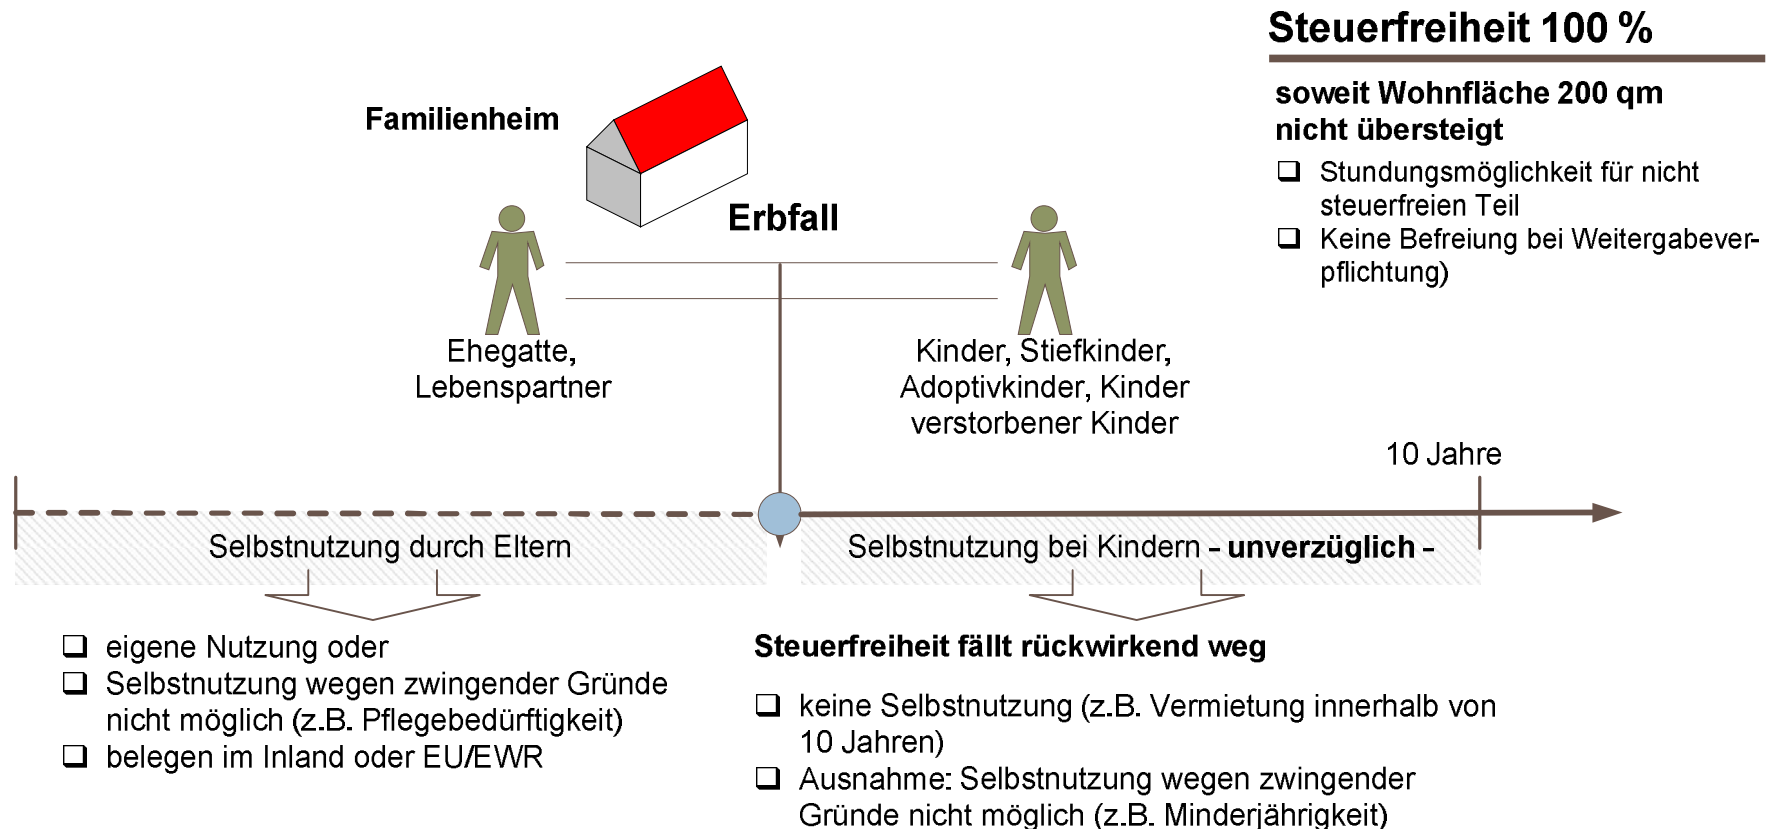 Steuerfreiheit 100 %
soweit Wohnfläche 200 qm
nicht übersteigt
❑ Stundungsmöglichkeit für nicht
steuerfreien Teil
❑ Keine Befreiung bei Weitergabever-
pflichtung)
Familienheim
Erbfall
Ehegatte,
Lebenspartner
Kinder, Stiefkinder,
Adoptivkinder, Kinder
verstorbener Kinder
10 Jahre
Selbstnutzung durch Eltern
Selbstnutzung bei Kindern - unverzüglich -
❑ eigene Nutzung oder
❑ Selbstnutzung wegen zwingender Gründe
nicht möglich (z.B. Pflegebedürftigkeit)
❑ belegen im Inland oder EU/EWR
Steuerfreiheit fällt rückwirkend weg
❑ keine Selbstnutzung (z.B. Vermietung innerhalb von
10 Jahren)
❑ Ausnahme: Selbstnutzung wegen zwingender
Gründe nicht möglich (z.B. Minderjährigkeit)